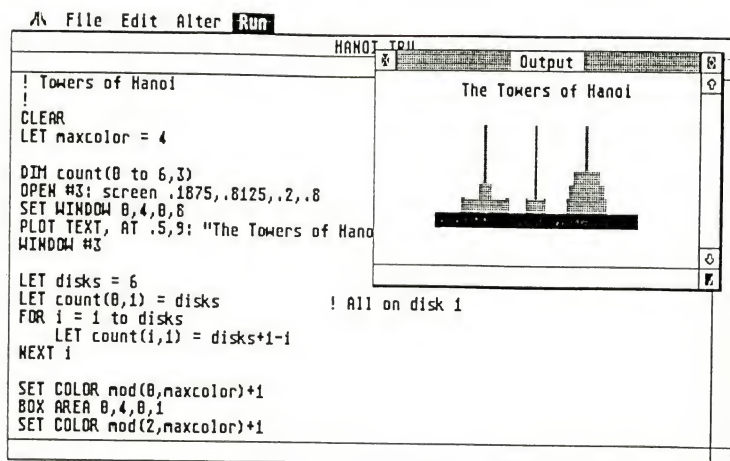 File Edit Alter Run
HANOI.TRU
Output
! Towers of Hanoi
!
CLEAR
LET maxcolor = 4
DIM count(0 to 6,3)
OPEN #3: screen .1875,.8125,.2,.8
SET WINDOW 0,4,0,8
PLOT TEXT, AT .5,9: "The Towers of Hano
WINDOW #3
LET disks = 6
LET count(0,1) = disks ! All on disk 1
FOR i = 1 to disks
LET count(i,1) = disks+1-i
NEXT i
SET COLOR mod(0,maxcolor)+1
BOX AREA 0,4,0,1
SET COLOR mod(2,maxcolor)+1
The Towers of Hanoi